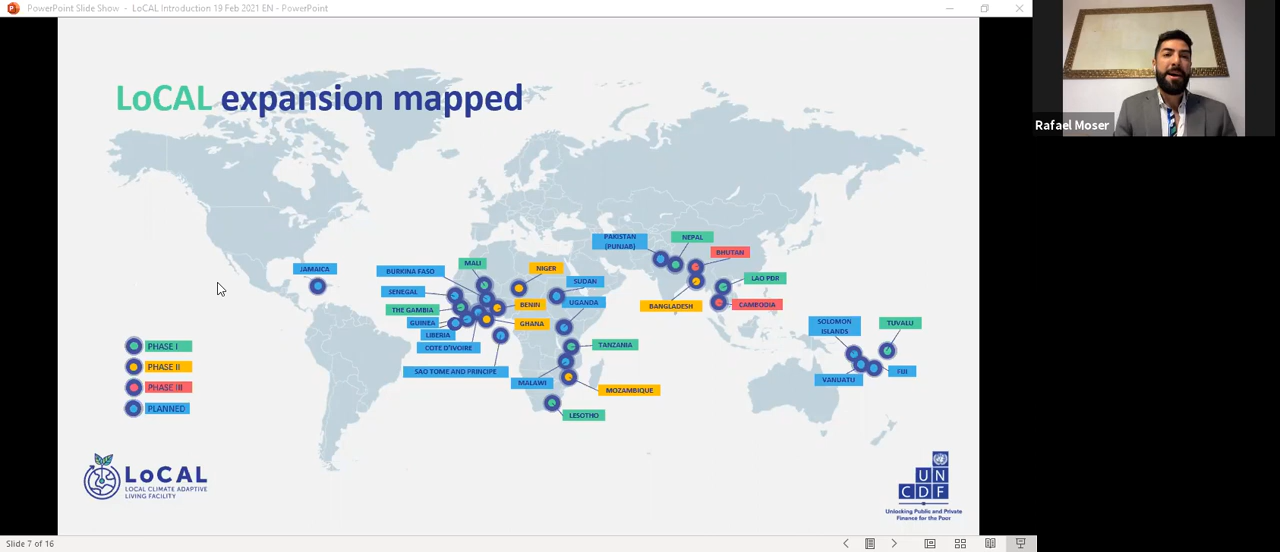 PowerPoint Slide Show - LoCAL Introduction 19 Feb 2021 EN - PowerPoint
Rafael Moser
LoCAL expansion mapped
PAKISTAN
(PUNJAB)
NEPAL
BHUTAN
JAMAICA
BURKINA FASO
MALI
NIGER
SUDAN
LAO PDR
SENEGAL
UGANDA
BANGLADESH
CAMBODIA
THE GAMBIA
BENIN
GUINEA
GHANA
SOLOMON
ISLANDS
TUVALU
LIBERIA
COTE D'IVOIRE
TANZANIA
PHASE I
PHASE II
SAO TOME AND PRINCIPE
MALAWI
VANUATU
FIJI
PHASE III
MOZAMBIQUE
PLANNED
LESOTHO
LoCAL
LOCAL CLIMATE ADAPTIVE
LIVING FACILITY
UN
CDF
Unlocking Public and Private
Finance for the Poor
Slide 7 of 16